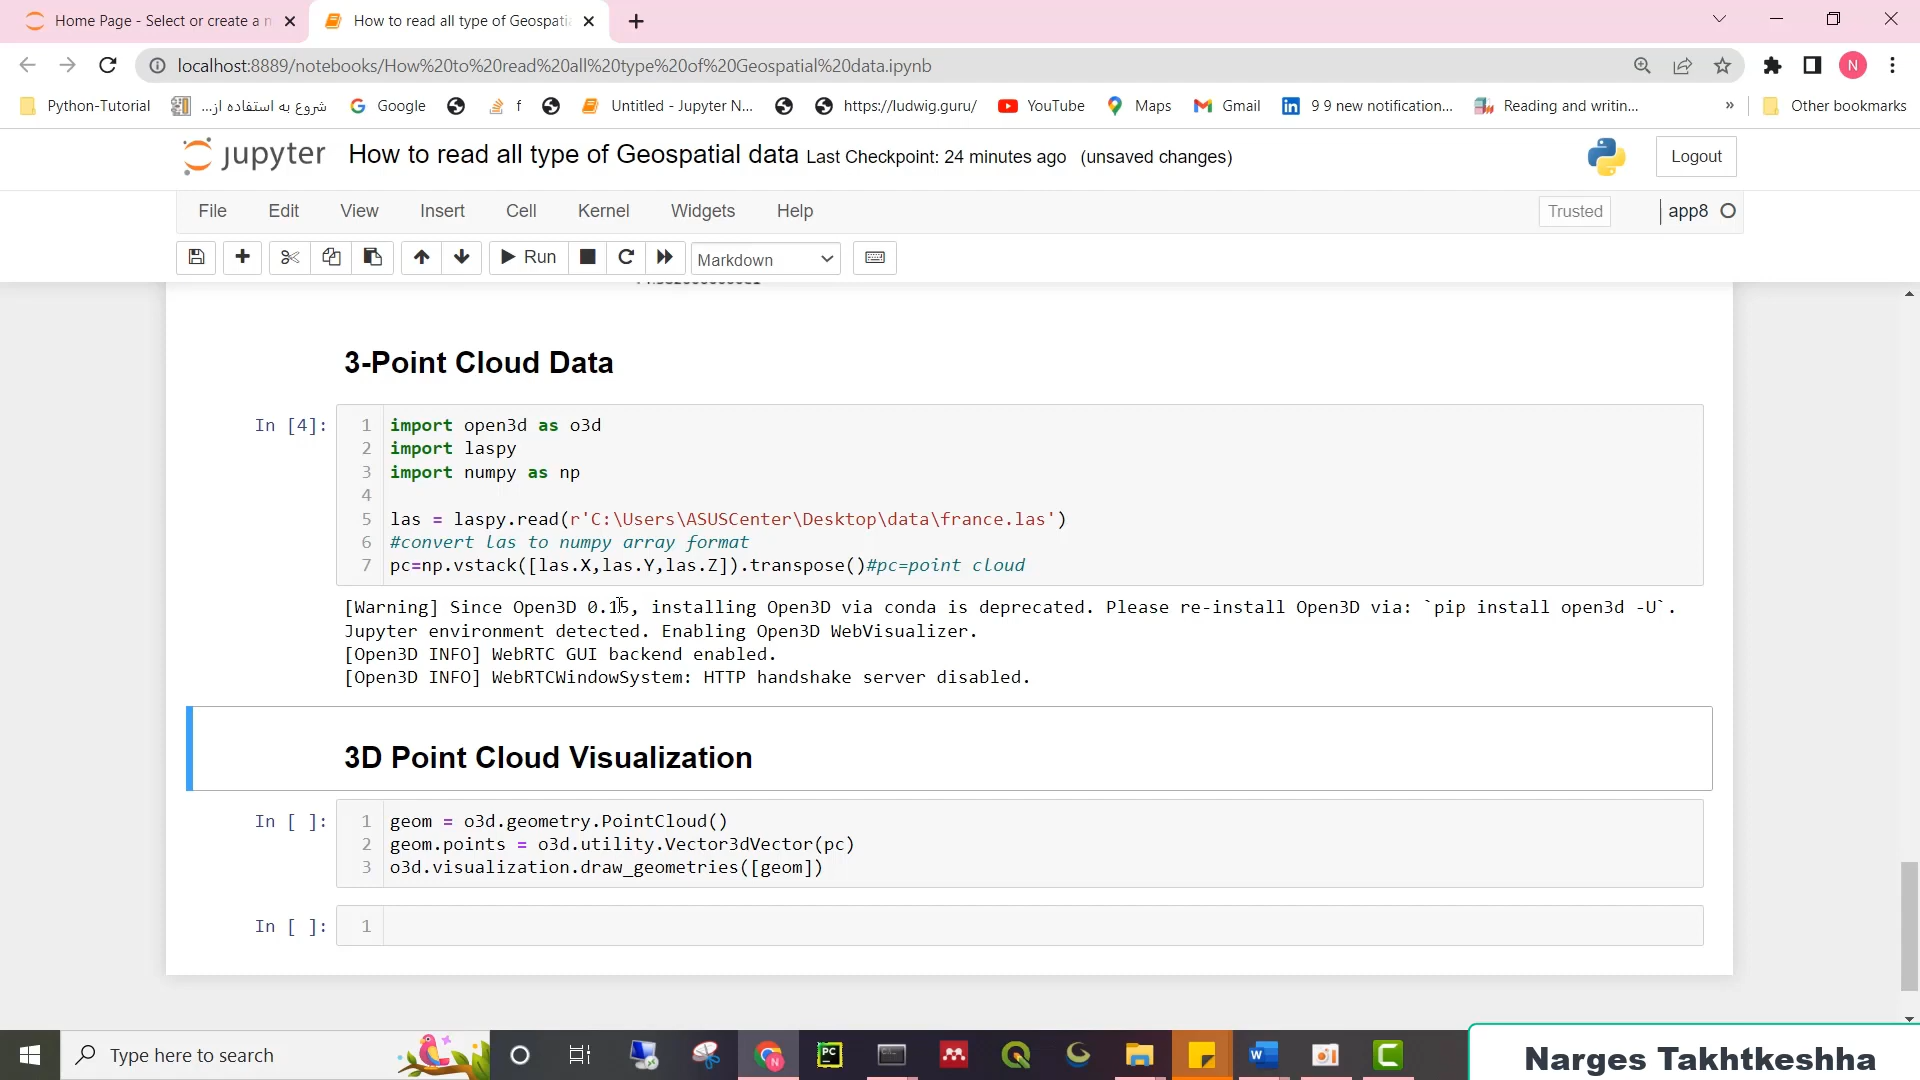 Home Page - Select or create a n
How to read all type of Geospati
localhost:8889/notebooks/How%20to%20read%20all%20type%20of%20Geospatial%20data.ipynb
Python-Tutorial
شروع به استفاده از...
Google
f
Untitled - Jupyter N...
https://ludwig.guru/
YouTube
Maps
Gmail
9 9 new notification...
Reading and writin...
»
Other bookmarks
jupyter How to read all type of Geospatial data Last Checkpoint: 24 minutes ago (unsaved changes)
Logout
File Edit View Insert Cell Kernel Widgets Help
Trusted
app8
Run
Markdown
3-Point Cloud Data
In [4]:
1 import open3d as o3d
2 import laspy
3 import numpy as np
4
5 las = laspy.read(r'C:\Users\ASUSCenter\Desktop\data\france.las')
6 #convert las to numpy array format
7 pc=np.vstack([las.X,las.Y,las.Z]).transpose()#pc=point cloud
[Warning] Since Open3D 0.15, installing Open3D via conda is deprecated. Please re-install Open3D via: `pip install open3d -U`.
Jupyter environment detected. Enabling Open3D WebVisualizer.
[Open3D INFO] WebRTC GUI backend enabled.
[Open3D INFO] WebRTCWindowSystem: HTTP handshake server disabled.
3D Point Cloud Visualization
In [ ]:
1 geom = o3d.geometry.PointCloud()
2 geom.points = o3d.utility.Vector3dVector(pc)
3 o3d.visualization.draw_geometries([geom])
In [ ]:
1
Type here to search
Narges Takhtkeshha